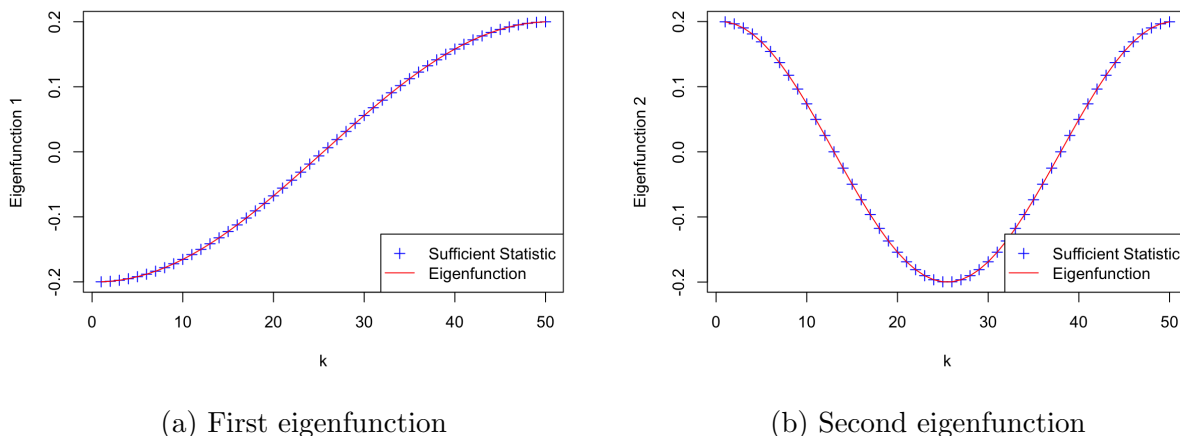 Eigenfunction 1
0.2
0.1
0.0
-0.1
-0.2
0 10 20 30 40 50
k
Sufficient Statistic
Eigenfunction
(a) First eigenfunction
Eigenfunction 2
0.2
0.1
0.0
-0.1
-0.2
0 10 20 30 40 50
k
Sufficient Statistic
Eigenfunction
(b) Second eigenfunction